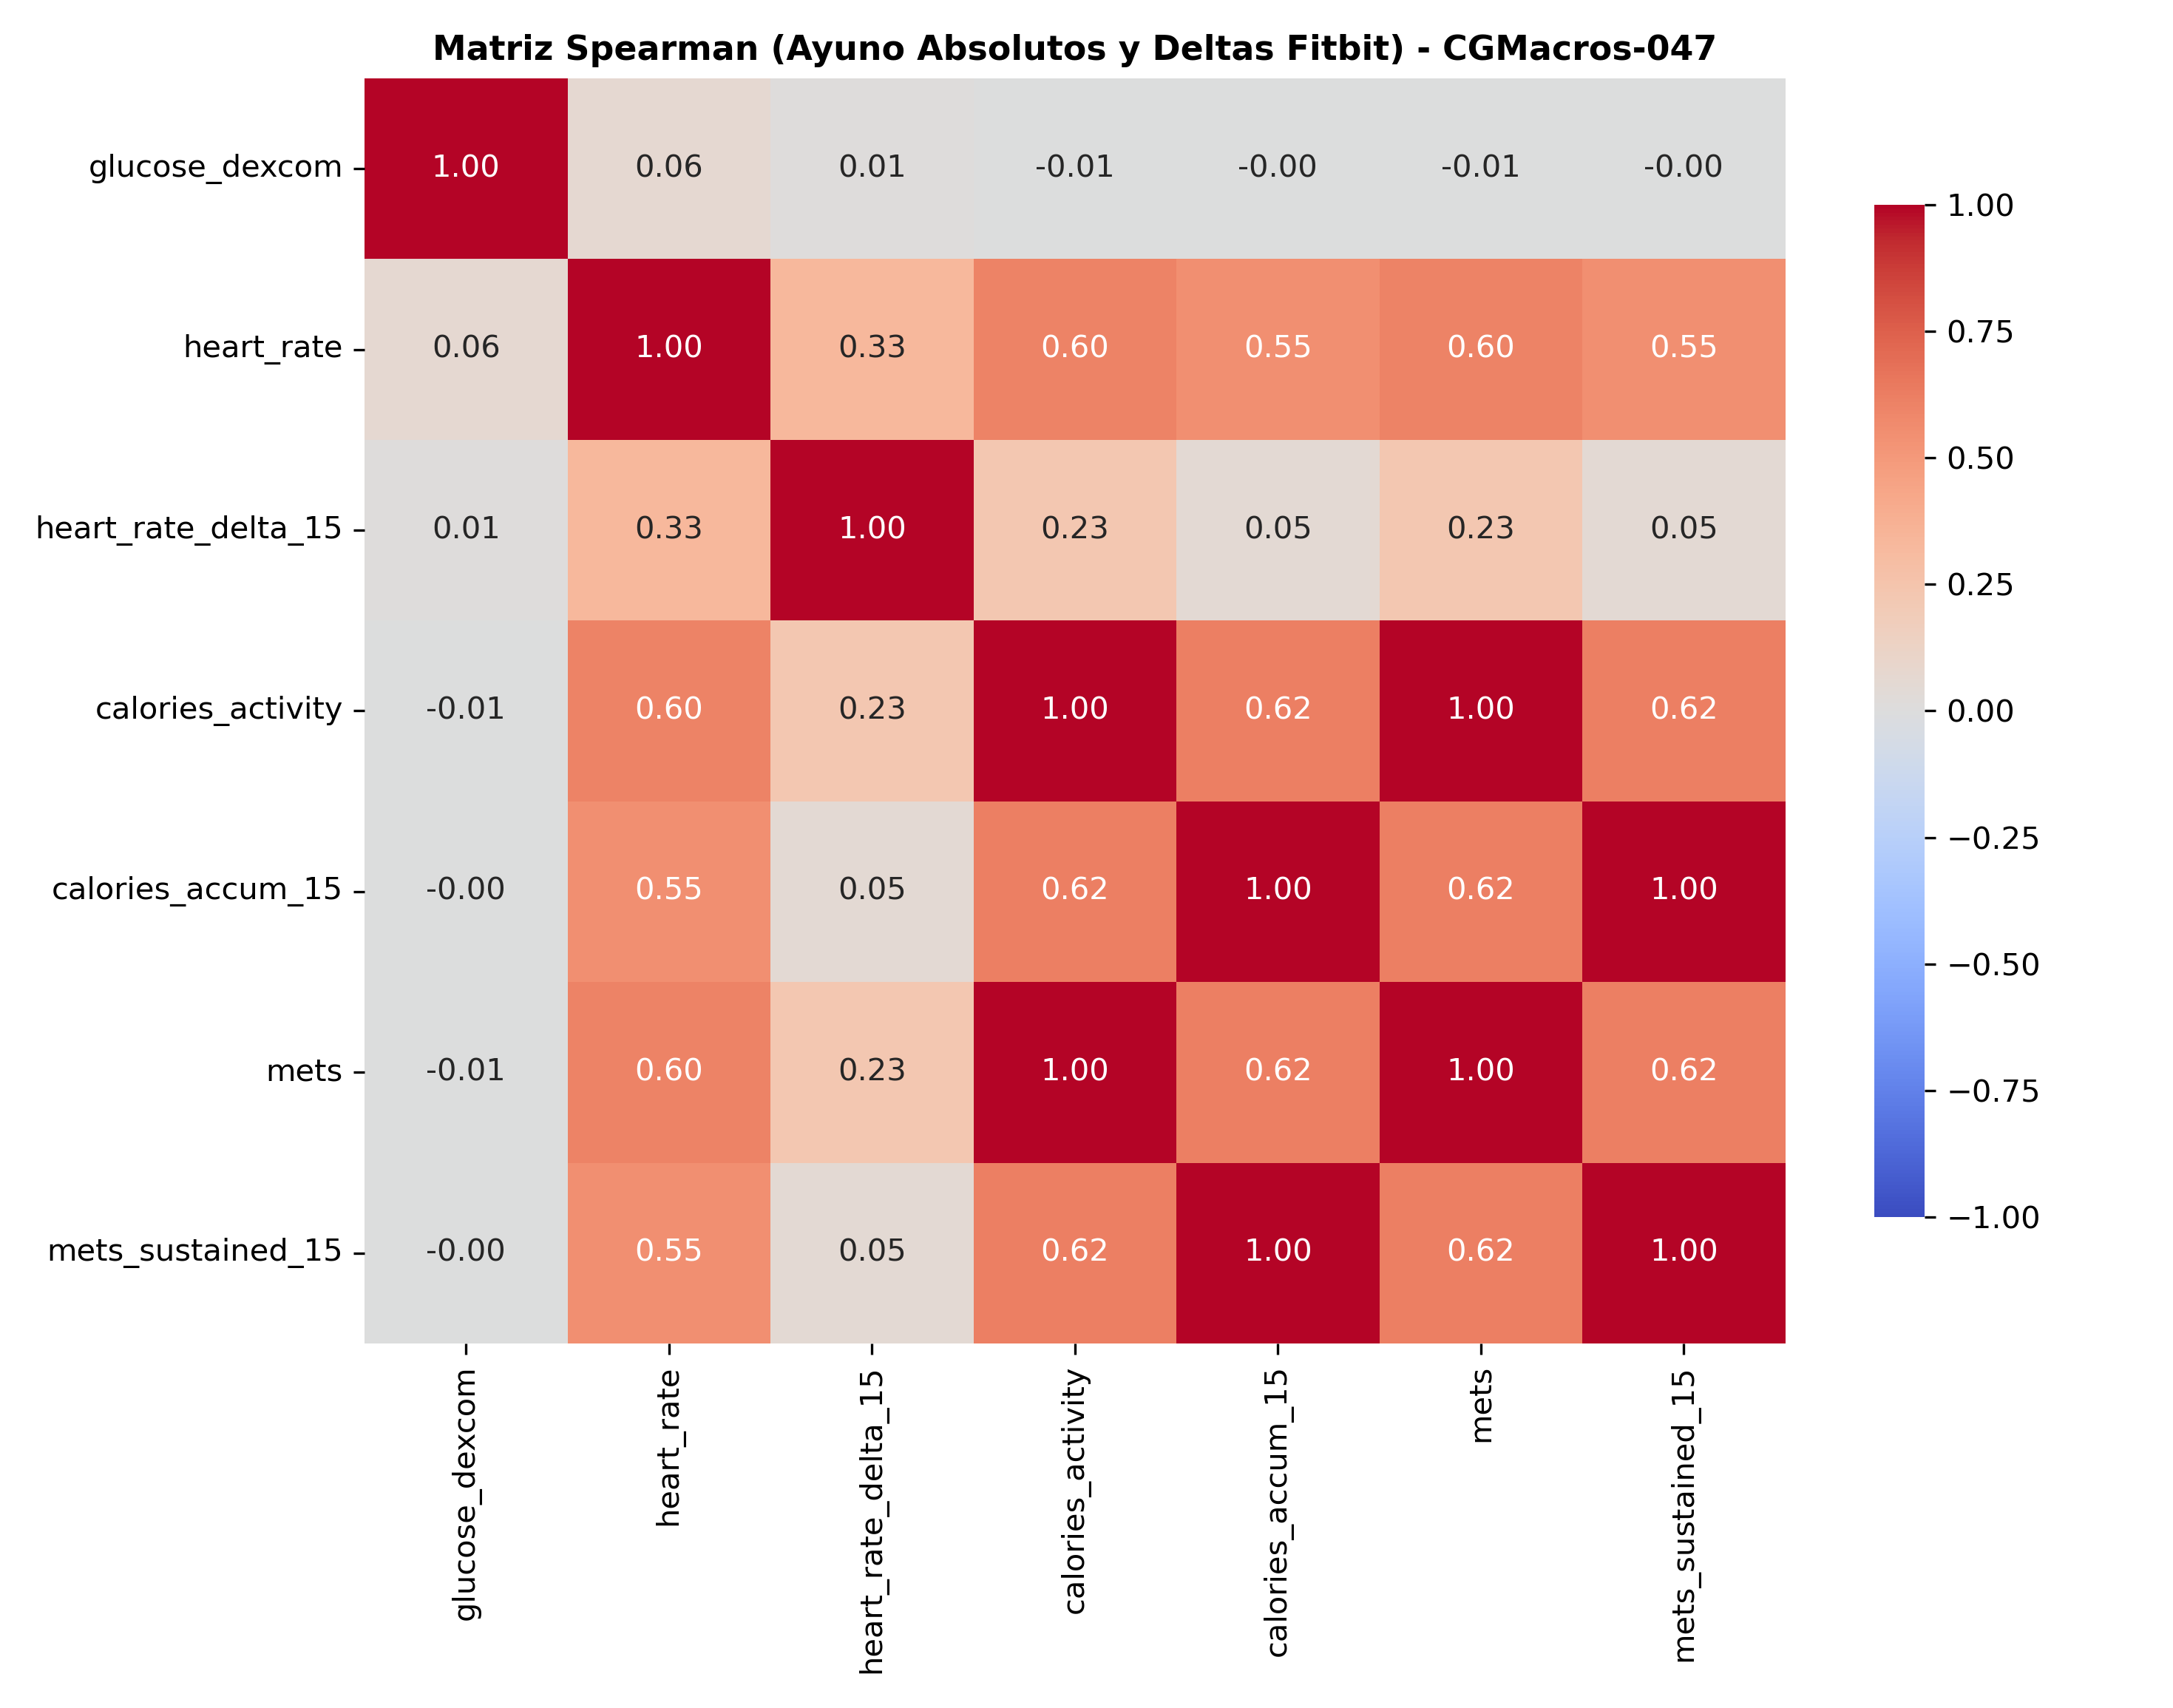 Matriz Spearman (Ayuno Absolutos y Deltas Fitbit) - CGMacros-047
glucose_dexcom 1.00 0.06 0.01 -0.01 -0.00 -0.01 -0.00
heart_rate 0.06 1.00 0.33 0.60 0.55 0.60 0.55
heart_rate_delta_15 0.01 0.33 1.00 0.23 0.05 0.23 0.05
calories_activity -0.01 0.60 0.23 1.00 0.62 1.00 0.62
calories_accum_15 -0.00 0.55 0.05 0.62 1.00 0.62 1.00
mets -0.01 0.60 0.23 1.00 0.62 1.00 0.62
mets_sustained_15 -0.00 0.55 0.05 0.62 1.00 0.62 1.00
glucose_dexcom
heart_rate
heart_rate_delta_15
calories_activity
calories_accum_15
mets
mets_sustained_15
1.00
0.75
0.50
0.25
0.00
−0.25
−0.50
−0.75
−1.00